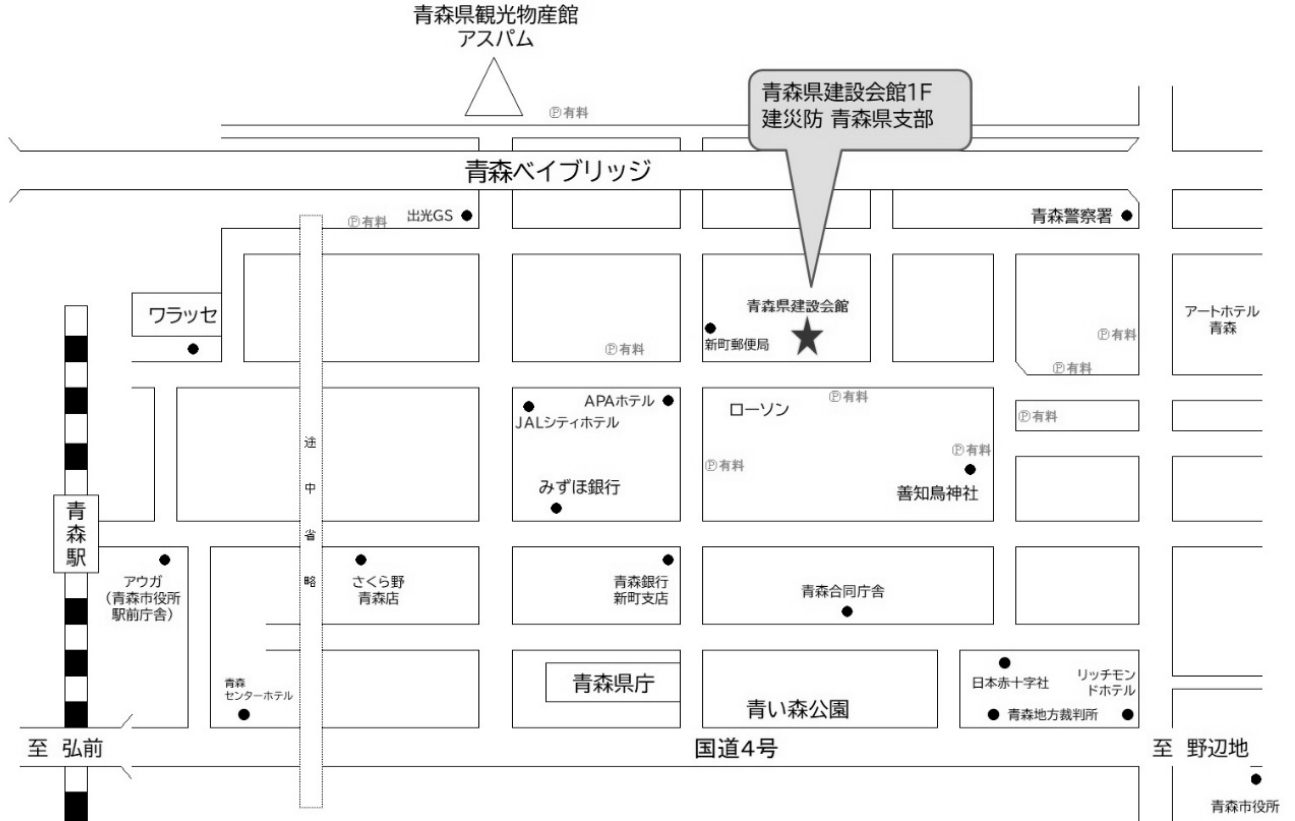 青森県観光物産館
アスパム
Ⓟ有料
青森県建設会館1F
建災防 青森県支部
青森ベイブリッジ
Ⓟ有料
出光GS
青森警察署
ワラッセ
青森県建設会館
新町郵便局
Ⓟ有料
Ⓟ有料
Ⓟ有料
アートホテル
青森
APAホテル
JALシティホテル
ローソン
Ⓟ有料
Ⓟ有料
Ⓟ有料
Ⓟ有料
みずほ銀行
善知鳥神社
途中省略
青森駅
アウガ
（青森市役所
駅前庁舎）
さくら野
青森店
青森銀行
新町支店
青森合同庁舎
青森
センターホテル
青森県庁
青い森公園
日本赤十字社
リッチモン
ドホテル
青森地方裁判所
至 弘前
国道4号
至 野辺地
青森市役所